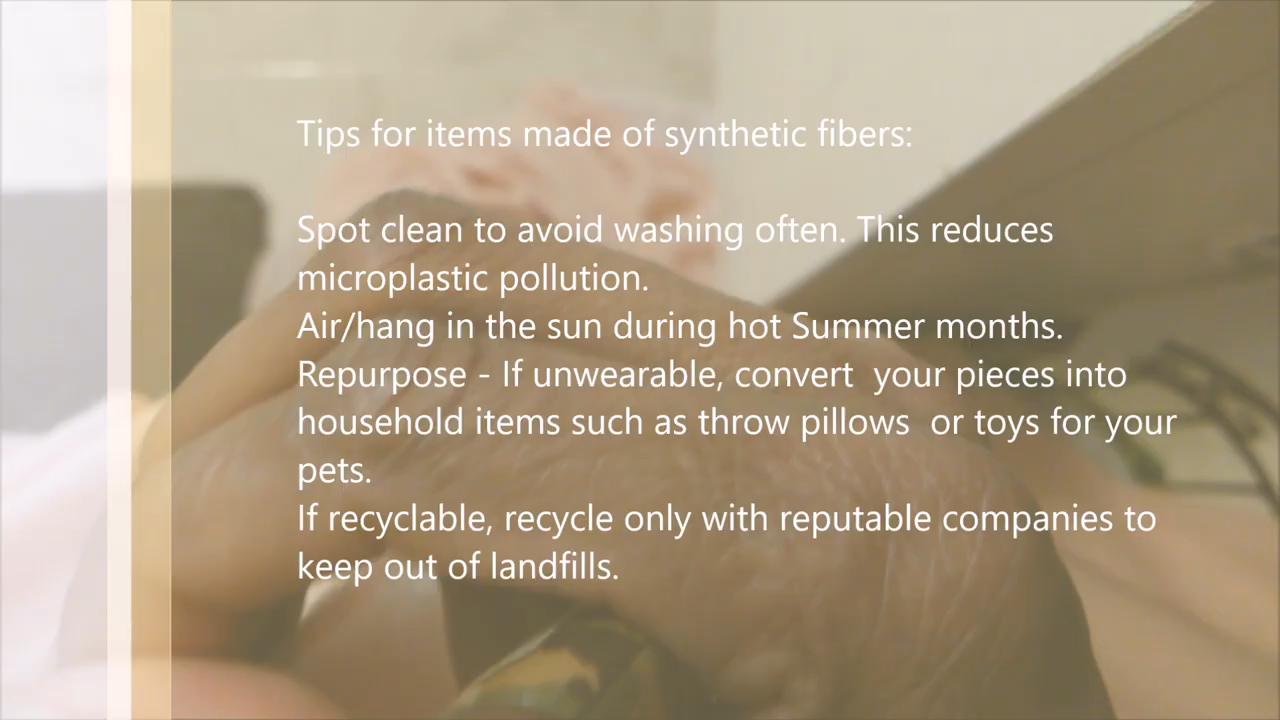 Tips for items made of synthetic fibers:
Spot clean to avoid washing often. This reduces
microplastic pollution.
Air/hang in the sun during hot Summer months.
Repurpose - If unwearable, convert  your pieces into
household items such as throw pillows  or toys for your
pets.
If recyclable, recycle only with reputable companies to
keep out of landfills.